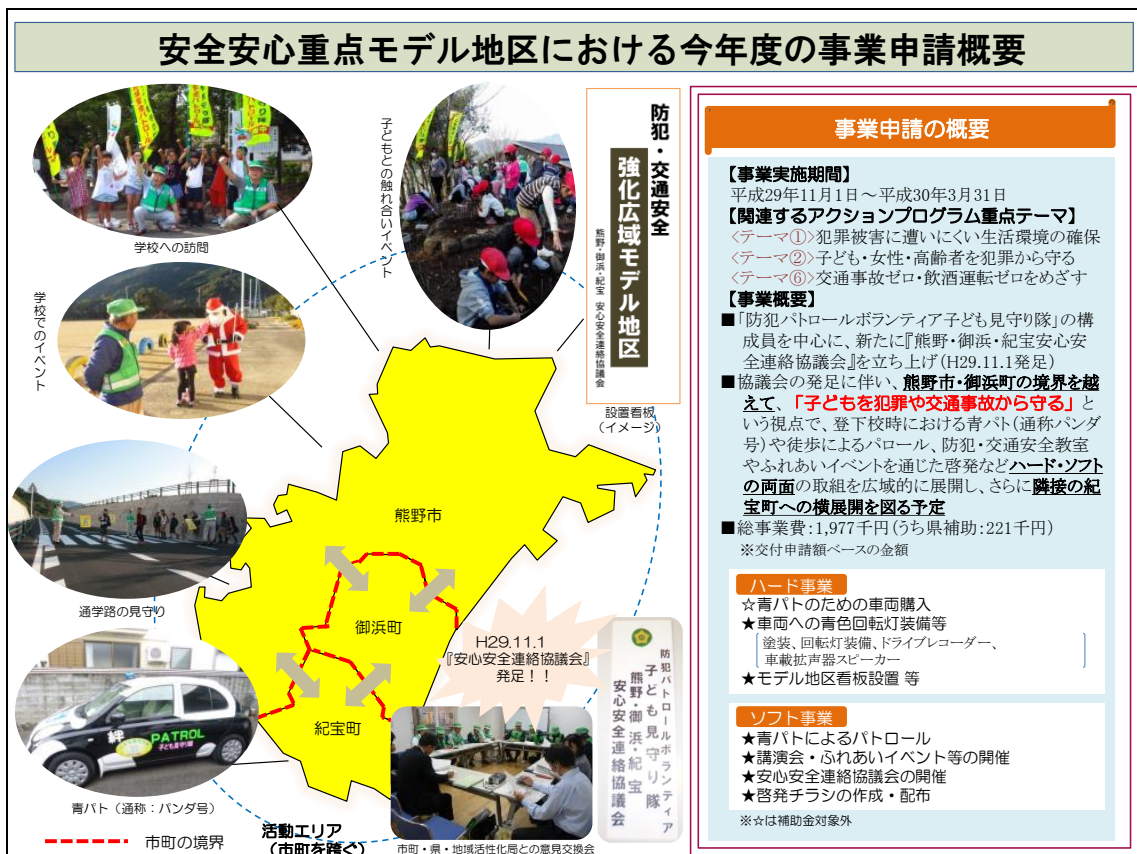 安全安心重点モデル地区における今年度の事業申請概要
学校への訪問
子どもとの触れ合いイベント
防犯・交通安全
強化広域モデル地区
熊野・御浜・紀宝 安心安全連絡協議会
設置看板
(イメージ)
学校でのイベント
通学路の見守り
絆
PATROL
子ども見守り隊
青パト(通称:パンダ号)
市町の境界
熊野市
御浜町
紀宝町
H29.11.1
『安心安全連絡協議会』
発足!!
活動エリア
(市町を跨ぐ)
市町・県・地域活性化局との意見交換会
防犯パトロールボランティア
子ども見守り隊
熊野・御浜・紀宝
安心安全連絡協議会
事業申請の概要
【事業実施期間】
平成29年11月1日~平成30年3月31日
【関連するアクションプログラム重点テーマ】
<テーマ①>犯罪被害に遭いにくい生活環境の確保
<テーマ②>子ども・女性・高齢者を犯罪から守る
<テーマ⑥>交通事故ゼロ・飲酒運転ゼロをめざす
【事業概要】
■「防犯パトロールボランティア子ども見守り隊」の構
成員を中心に、新たに『熊野・御浜・紀宝安心安
全連絡協議会』を立ち上げ(H29.11.1発足)
■協議会の発足に伴い、熊野市・御浜町の境界を越
えて、「子どもを犯罪や交通事故から守る」と
いう視点で、登下校時における青パト(通称パンダ
号)や徒歩によるパロール、防犯・交通安全教室
やふれあいイベントを通じた啓発などハード・ソフト
の両面の取組を広域的に展開し、さらに隣接の紀
宝町への横展開を図る予定
■総事業費:1,977千円(うち県補助:221千円)
※交付申請額ベースの金額
ハード事業
☆青パトのための車両購入
★車両への青色回転灯装備等
塗装、回転灯装備、ドライブレコーダー、
車載拡声器スピーカー
★モデル地区看板設置 等
ソフト事業
★青パトによるパトロール
★講演会・ふれあいイベント等の開催
★安心安全連絡協議会の開催
★啓発チラシの作成・配布
※☆は補助金対象外